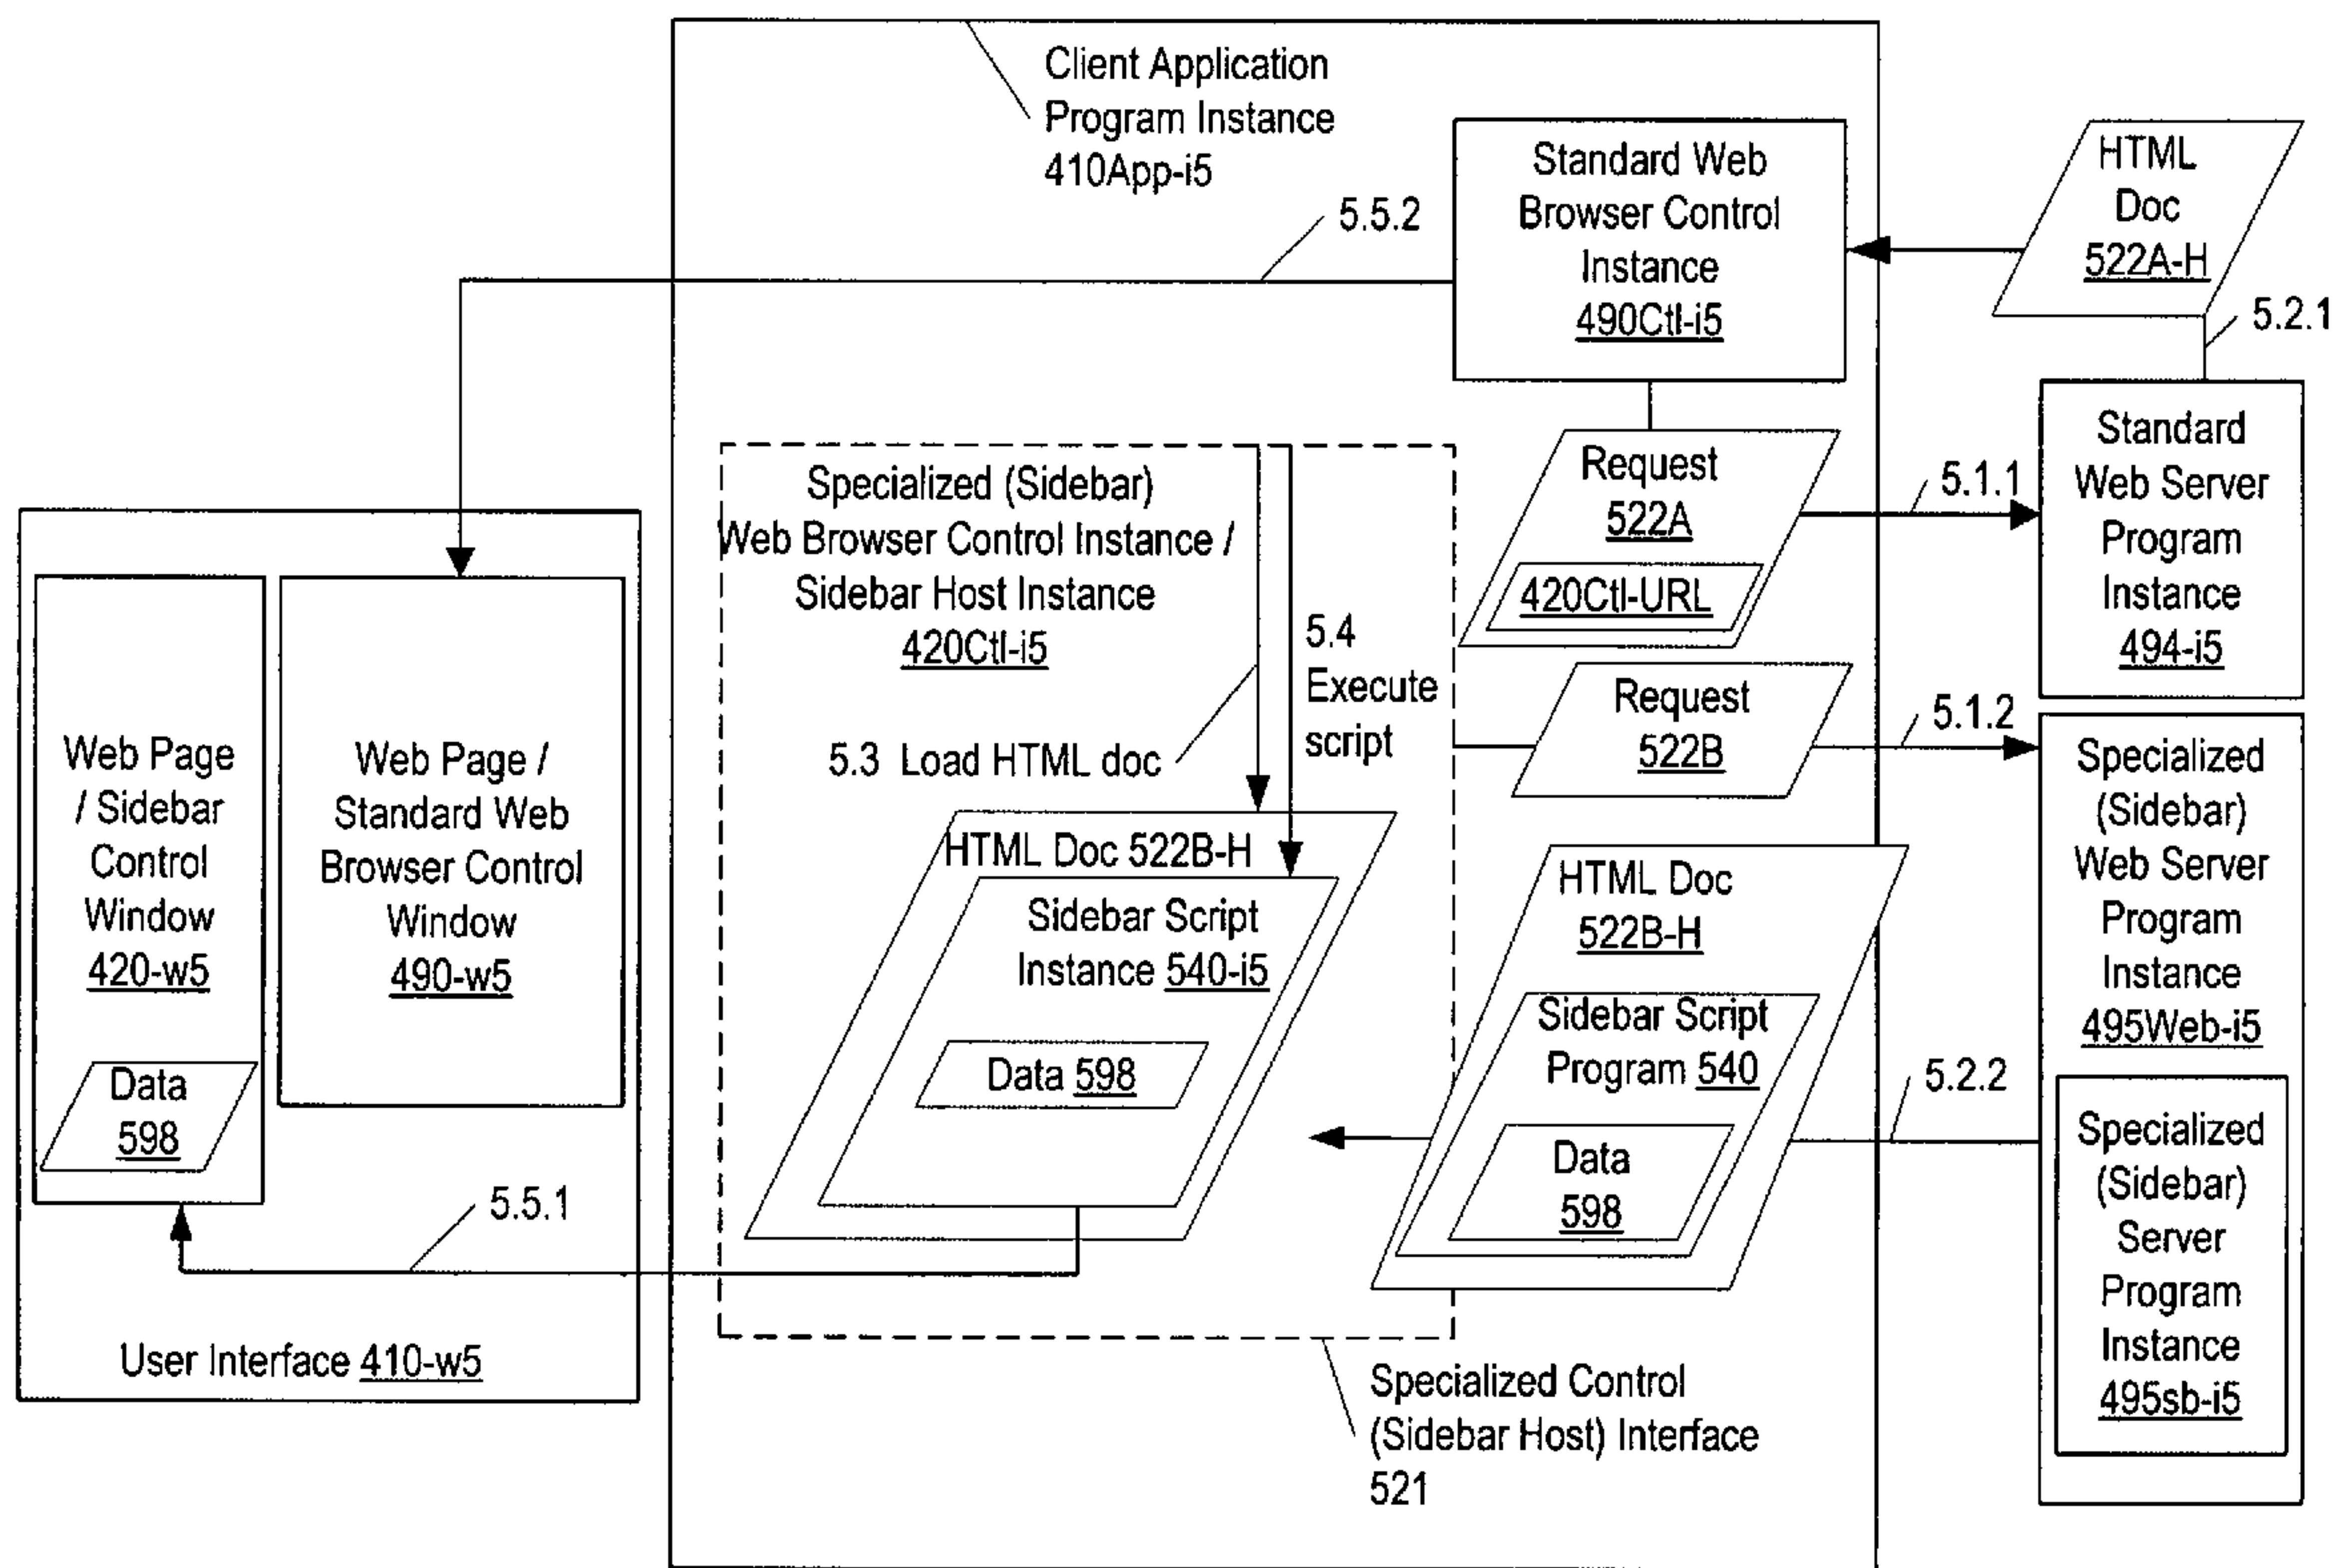 Client Application
Program Instance
410App-i5
Standard Web
Browser Control
Instance
490Ctl-i5
HTML
Doc
522A-H
5.5.2
5.2.1
Specialized (Sidebar)
Web Browser Control Instance /
Sidebar Host Instance
420Ctl-i5
5.4
Execute
script
5.3 Load HTML doc
Request
522A
420Ctl-URL
5.1.1
Standard
Web Server
Program
Instance
494-i5
Request
522B
5.1.2
Specialized
(Sidebar)
Web Server
Program
Instance
495Web-i5
Web Page
/ Sidebar
Control
Window
420-w5
Web Page /
Standard Web
Browser Control
Window
490-w5
HTML Doc 522B-H
Sidebar Script
Instance 540-i5
Data 598
HTML Doc
522B-H
Sidebar Script
Program 540
Data
598
5.2.2
Specialized
(Sidebar)
Server
Program
Instance
495sb-i5
Data
598
5.5.1
User Interface 410-w5
Specialized Control
(Sidebar Host) Interface
521